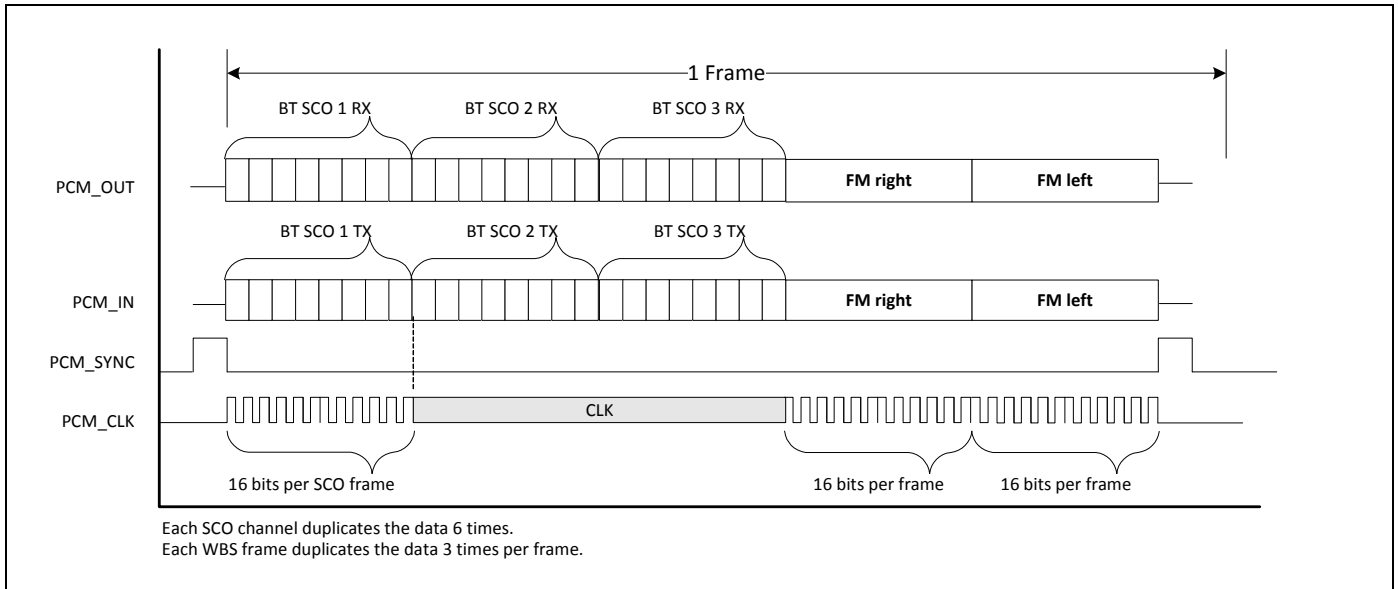 1 Frame
BT SCO 1 RX BT SCO 2 RX BT SCO 3 RX
PCM_OUT FM right FM left
BT SCO 1 TX BT SCO 2 TX BT SCO 3 TX
PCM_IN FM right FM left
PCM_SYNC
PCM_CLK CLK
16 bits per SCO frame 16 bits per frame 16 bits per frame
Each SCO channel duplicates the data 6 times.
Each WBS frame duplicates the data 3 times per frame.